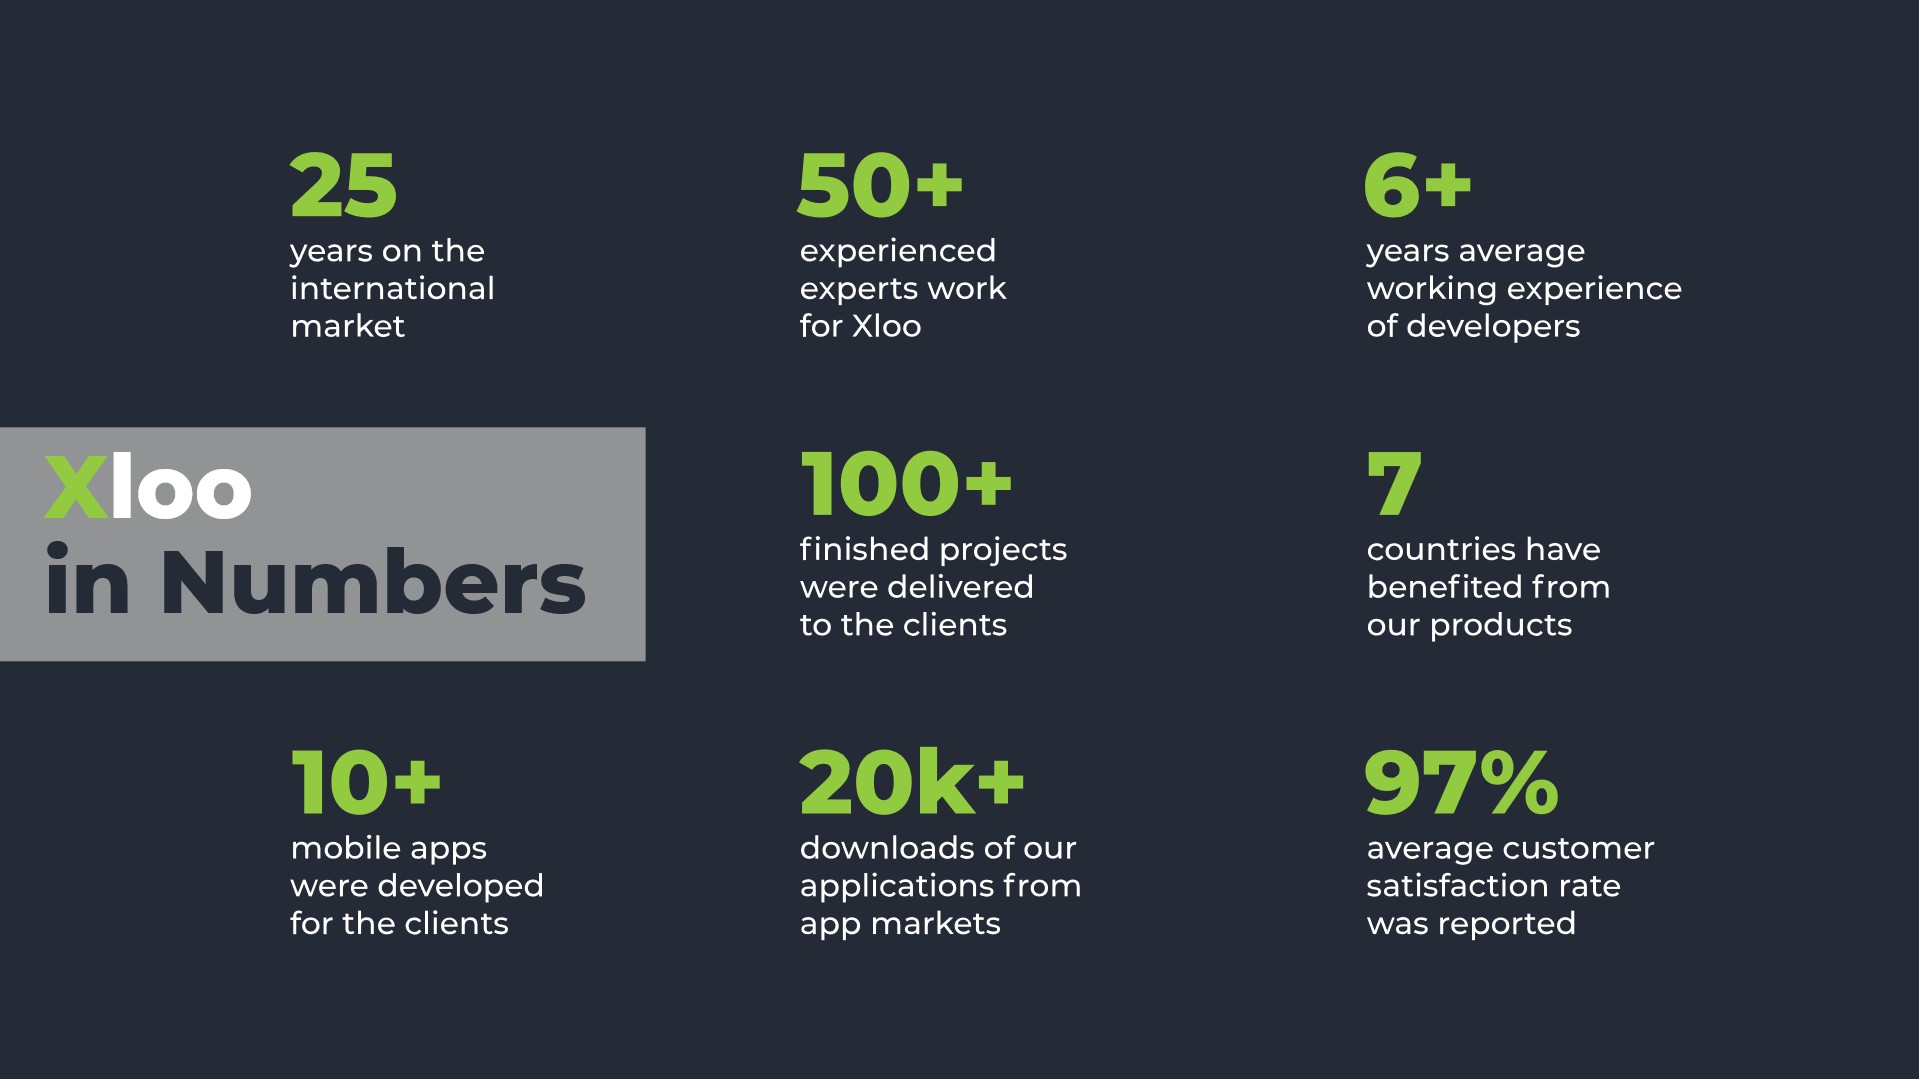 25
years on the
international
market
50+
experienced
experts work
for Xloo
6+
years average
working experience
of developers
Xloo
in Numbers
100+
finished projects
were delivered
to the clients
7
countries have
benefited from
our products
10+
mobile apps
were developed
for the clients
20k+
downloads of our
applications from
app markets
97%
average customer
satisfaction rate
was reported